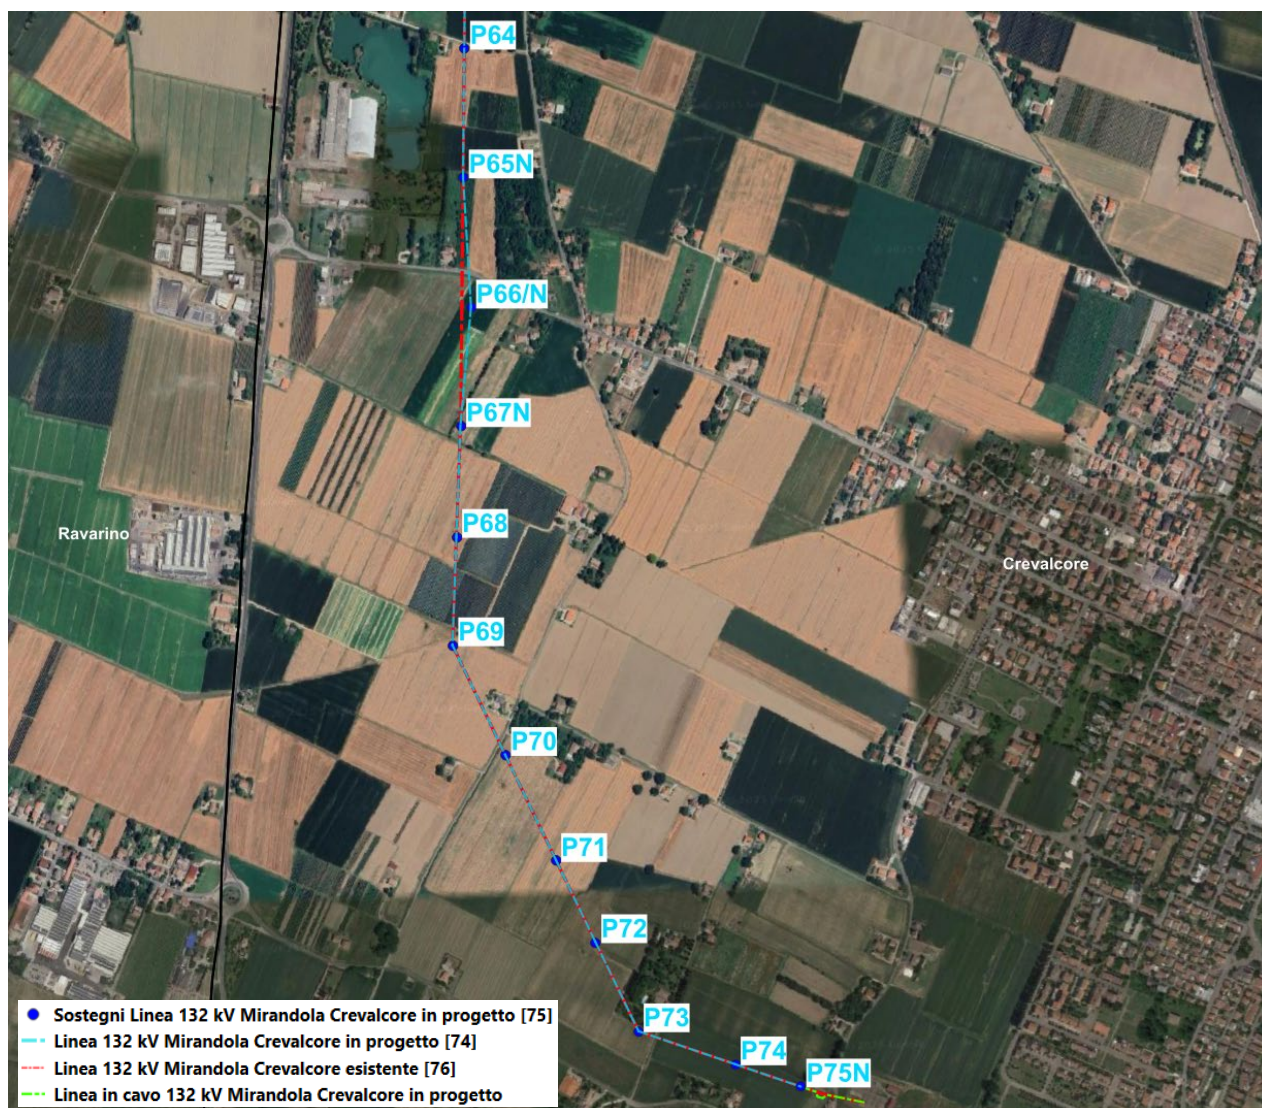 P64
P65N
P66/N
P67N
P68
Ravarino
Crevalcore
P69
P70
P71
P72
P73
P74
P75N
Sostegni Linea 132 kV Mirandola Crevalcore in progetto [75]
Linea 132 kV Mirandola Crevalcore in progetto [74]
Linea 132 kV Mirandola Crevalcore esistente [76]
Linea in cavo 132 kV Mirandola Crevalcore in progetto